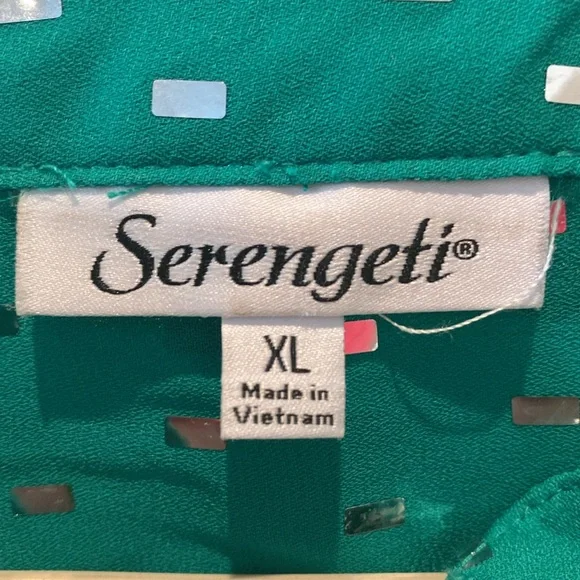 Serengeti®
XL
Made in
Vietnam